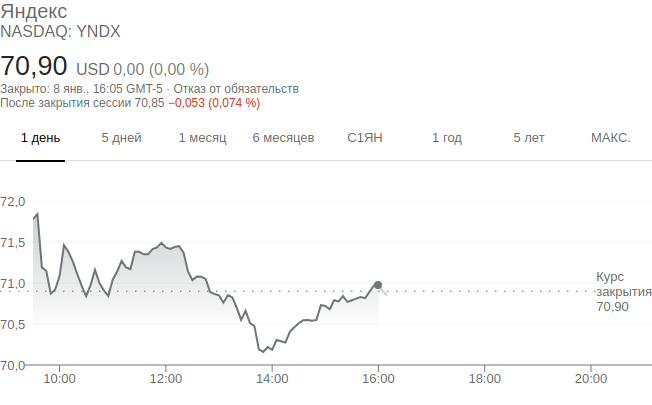 Яндекс
NASDAQ: YNDX
70,90 USD 0,00 (0,00 %)
Закрыто: 8 янв., 16:05 GMT-5 · Отказ от обязательств
После закрытия сессии 70,85 −0,053 (0,074 %)
1 день 5 дней 1 месяц 6 месяцев С1ЯН 1 год 5 лет МАКС.
72,0
71,5
71,0
70,5
70,0
Курс
закрытия
70,90
10:00 12:00 14:00 16:00 18:00 20:00